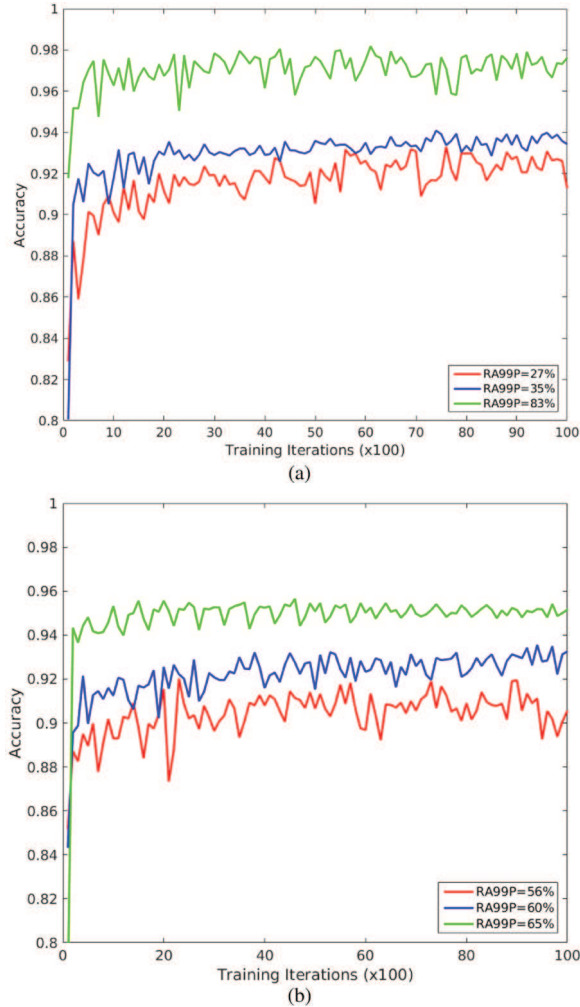 1
0.98
0.96
0.94
0.92
0.9
0.88
0.86
0.84
0.82
0.8
Accuracy
RA99P=27%
RA99P=35%
RA99P=83%
0 10 20 30 40 50 60 70 80 90 100
Training Iterations (x100)
(a)
1
0.98
0.96
0.94
0.92
0.9
0.88
0.86
0.84
0.82
0.8
Accuracy
RA99P=56%
RA99P=60%
RA99P=65%
0 20 40 60 80 100
Training Iterations (x100)
(b)